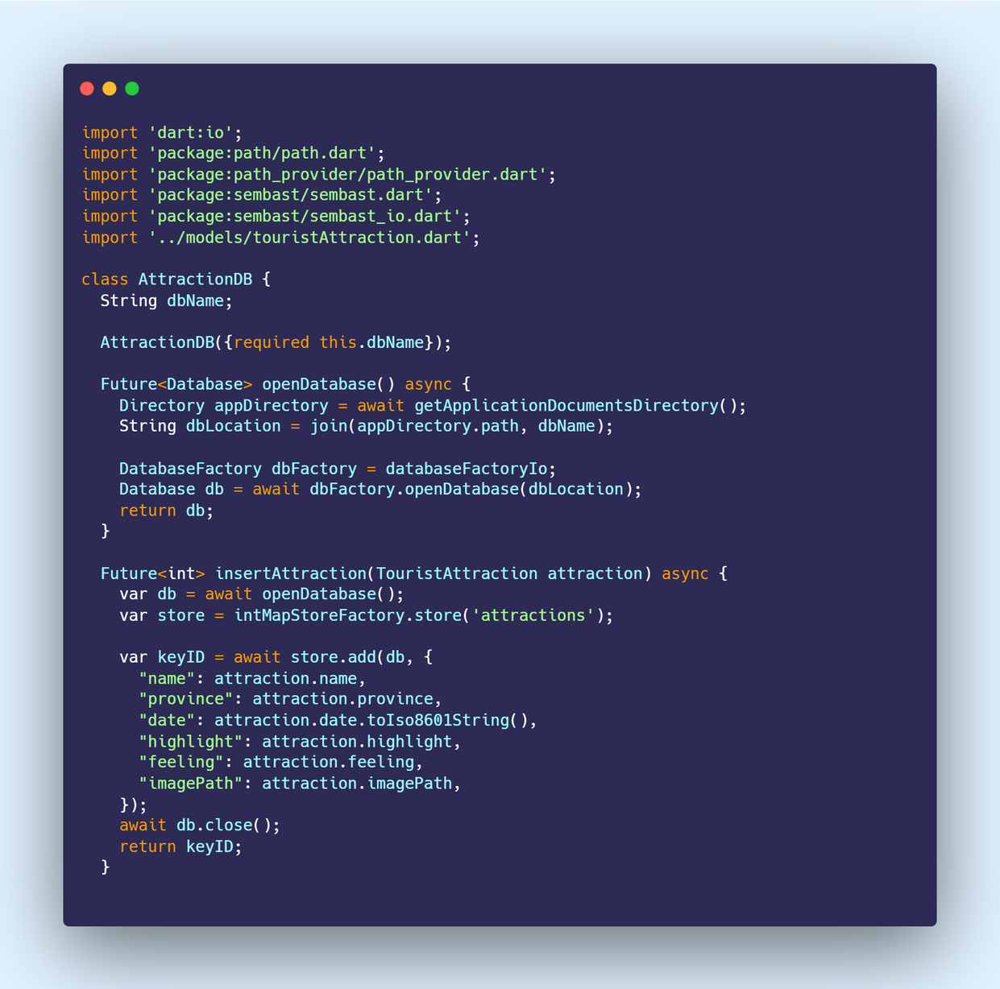 import 'dart:io';
import 'package:path/path.dart';
import 'package:path_provider/path_provider.dart';
import 'package:sembast/sembast.dart';
import 'package:sembast/sembast_io.dart';
import '../models/touristAttraction.dart';

class AttractionDB {
  String dbName;

  AttractionDB({required this.dbName});

  Future<Database> openDatabase() async {
    Directory appDirectory = await getApplicationDocumentsDirectory();
    String dbLocation = join(appDirectory.path, dbName);

    DatabaseFactory dbFactory = databaseFactoryIo;
    Database db = await dbFactory.openDatabase(dbLocation);
    return db;
  }

  Future<int> insertAttraction(TouristAttraction attraction) async {
    var db = await openDatabase();
    var store = intMapStoreFactory.store('attractions');

    var keyID = await store.add(db, {
      "name": attraction.name,
      "province": attraction.province,
      "date": attraction.date.toIso8601String(),
      "highlight": attraction.highlight,
      "feeling": attraction.feeling,
      "imagePath": attraction.imagePath,
    });
    await db.close();
    return keyID;
  }